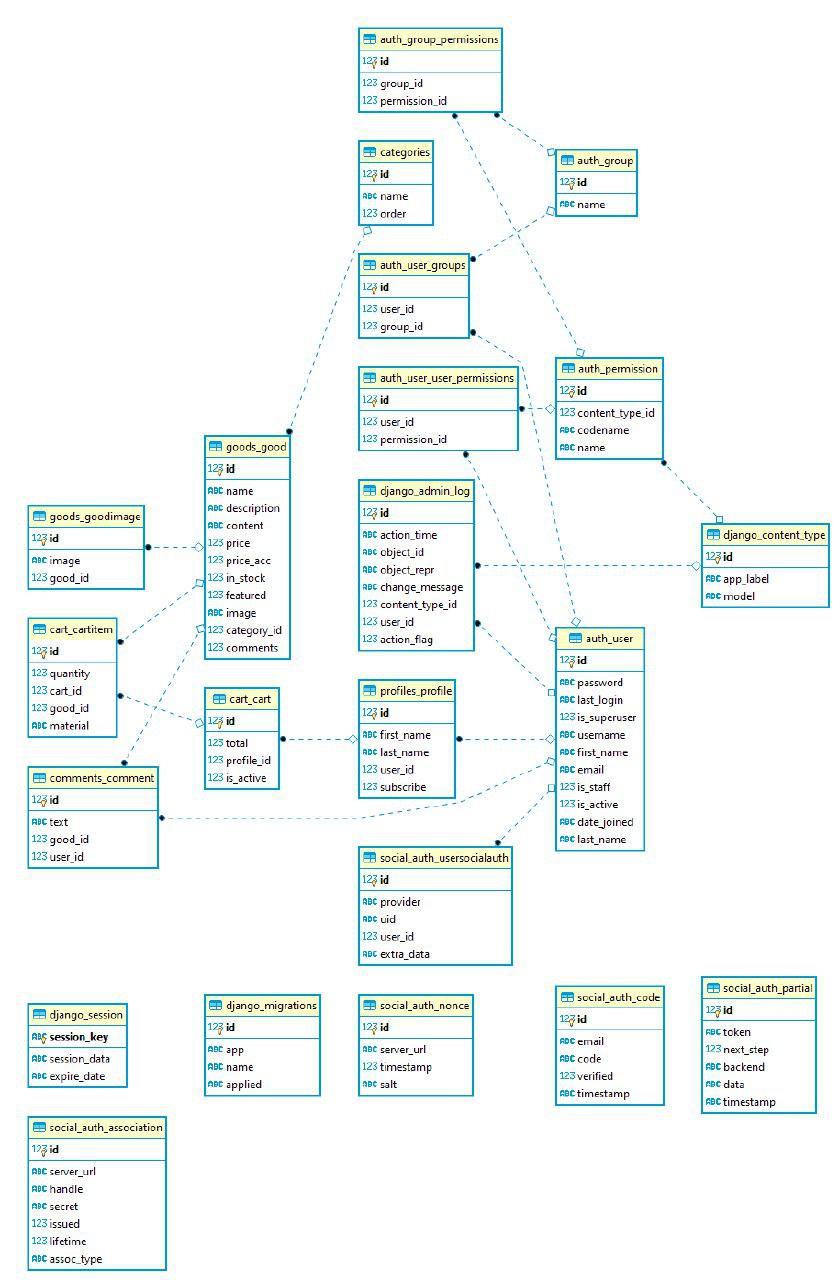 auth_group_permissions
123 id
123 group_id
123 permission_id
categories
123 id
ABC name
123 order
auth_group
123 id
ABC name
auth_user_groups
123 id
123 user_id
123 group_id
auth_user_user_permissions
123 id
123 user_id
123 permission_id
auth_permission
123 id
123 content_type_id
ABC codename
ABC name
goods_good
123 id
ABC name
ABC description
ABC content
123 price
123 price_acc
123 in_stock
123 featured
ABC image
123 category_id
123 comments
django_admin_log
123 id
ABC action_time
ABC object_id
ABC object_repr
ABC change_message
123 content_type_id
123 user_id
123 action_flag
goods_goodimage
123 id
ABC image
123 good_id
django_content_type
123 id
ABC app_label
ABC model
cart_cartitem
123 id
123 quantity
123 cart_id
123 good_id
ABC material
auth_user
123 id
ABC password
ABC last_login
123 is_superuser
ABC username
ABC first_name
ABC email
123 is_staff
123 is_active
ABC date_joined
ABC last_name
cart_cart
123 id
123 total
123 profile_id
123 is_active
profiles_profile
123 id
ABC first_name
ABC last_name
123 user_id
123 subscribe
comments_comment
123 id
ABC text
123 good_id
123 user_id
social_auth_usersocialauth
123 id
ABC provider
ABC uid
123 user_id
ABC extra_data
django_session
ABC session_key
ABC session_data
ABC expire_date
django_migrations
123 id
ABC app
ABC name
ABC applied
social_auth_nonce
123 id
ABC server_url
123 timestamp
ABC salt
social_auth_code
123 id
ABC email
ABC code
123 verified
ABC timestamp
social_auth_partial
123 id
ABC token
123 next_step
ABC backend
ABC data
ABC timestamp
social_auth_association
123 id
ABC server_url
ABC handle
ABC secret
123 issued
123 lifetime
ABC assoc_type